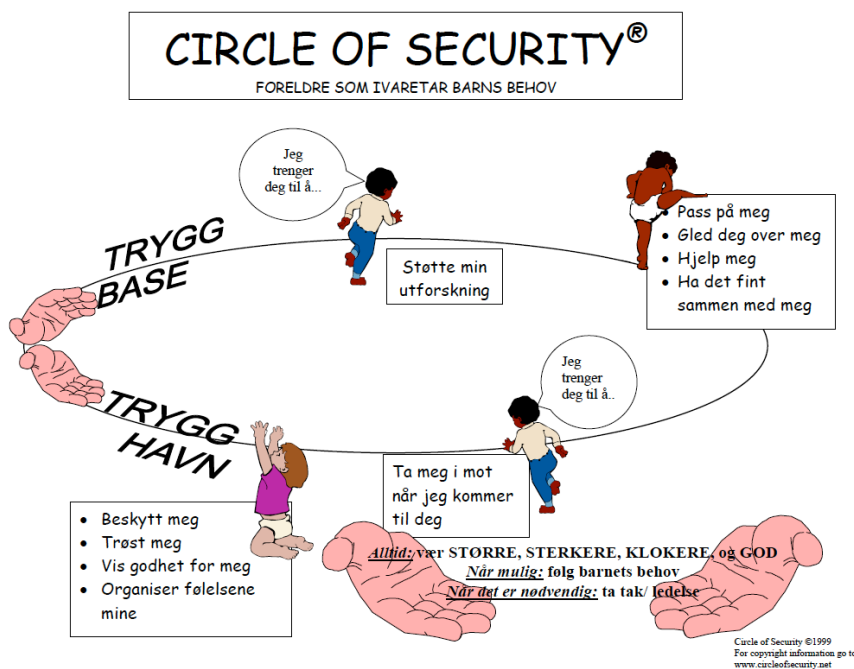 CIRCLE OF SECURITY®
FORELDRE SOM IVARETAR BARNS BEHOV
Jeg
trenger
deg til å...
TRYGG
BASE
Støtte min
utforskning
• Pass på meg
• Gled deg over meg
• Hjelp meg
• Ha det fint
sammen med meg
Jeg
trenger
deg til å..
TRYGG
HAVN
Ta meg i mot
når jeg kommer
til deg
• Beskytt meg
• Trøst meg
• Vis godhet for meg
• Organiser følelsene
mine
Alltid: vær STØRRE, STERKERE, KLOKERE, og GOD
Når mulig: følg barnets behov
Når det er nødvendig: ta tak/ ledelse
Circle of Security ©1999
For copyright information go to
www.circleofsecurity.net